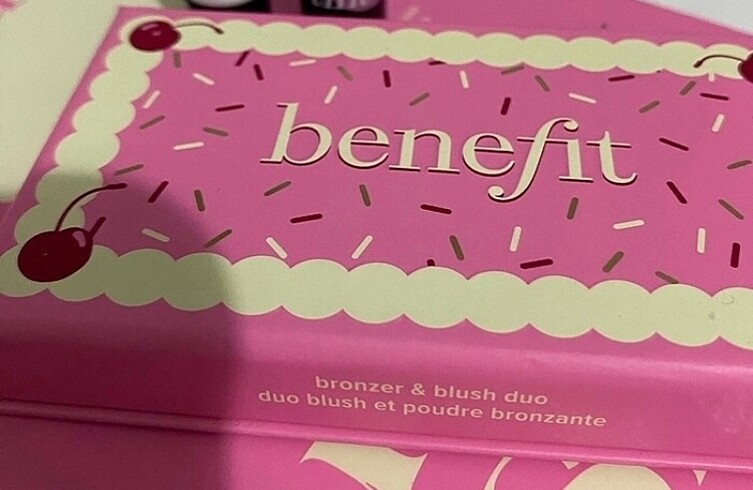 benefit
bronzer & blush duo
duo blush et poudre bronzante